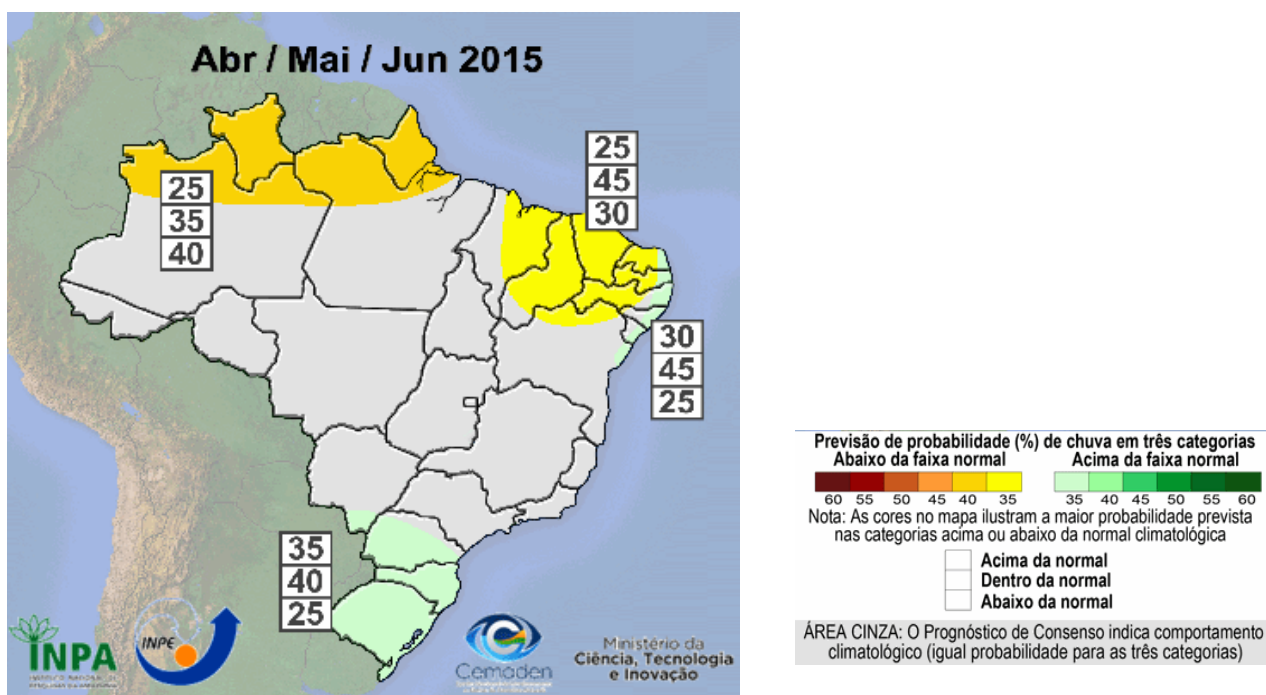 Abr / Mai / Jun 2015
25
45
30
25
35
40
30
45
25
35
40
25
INPA
INPE
Cemaden
Ministério da
Ciência, Tecnologia
e Inovação
Previsão de probabilidade (%) de chuva em três categorias
Abaixo da faixa normal Acima da faixa normal
60 55 50 45 40 35 35 40 45 50 55 60
Nota: As cores no mapa ilustram a maior probabilidade prevista
nas categorias acima ou abaixo da normal climatológica
Acima da normal
Dentro da normal
Abaixo da normal
ÁREA CINZA: O Prognóstico de Consenso indica comportamento
climatológico (igual probabilidade para as três categorias)